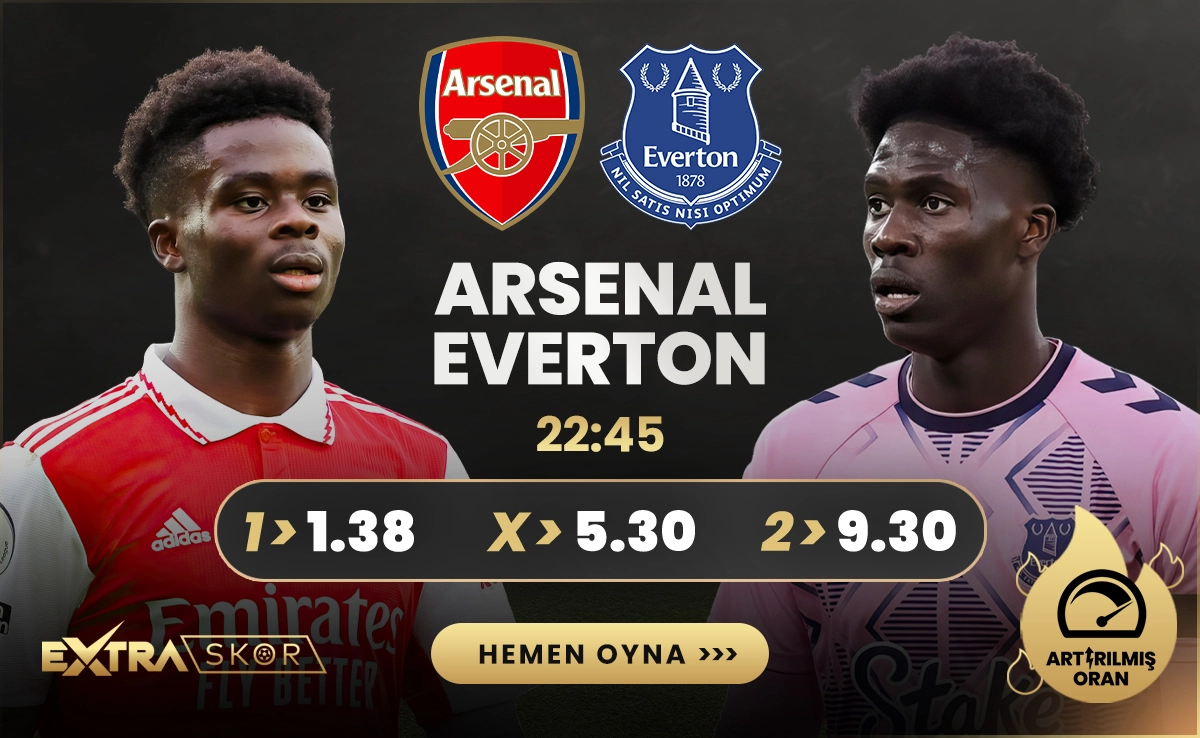 Arsenal
Everton
1878
NIL SATIS NISI OPTIMUM
ARSENAL
EVERTON
22:45
1> 1.38 X> 5.30 2> 9.30
adidas
Emirates
FLY BETTER
EXTRA SKOR
HEMEN OYNA >>>
Stake
ARTIRILMIŞ
ORAN